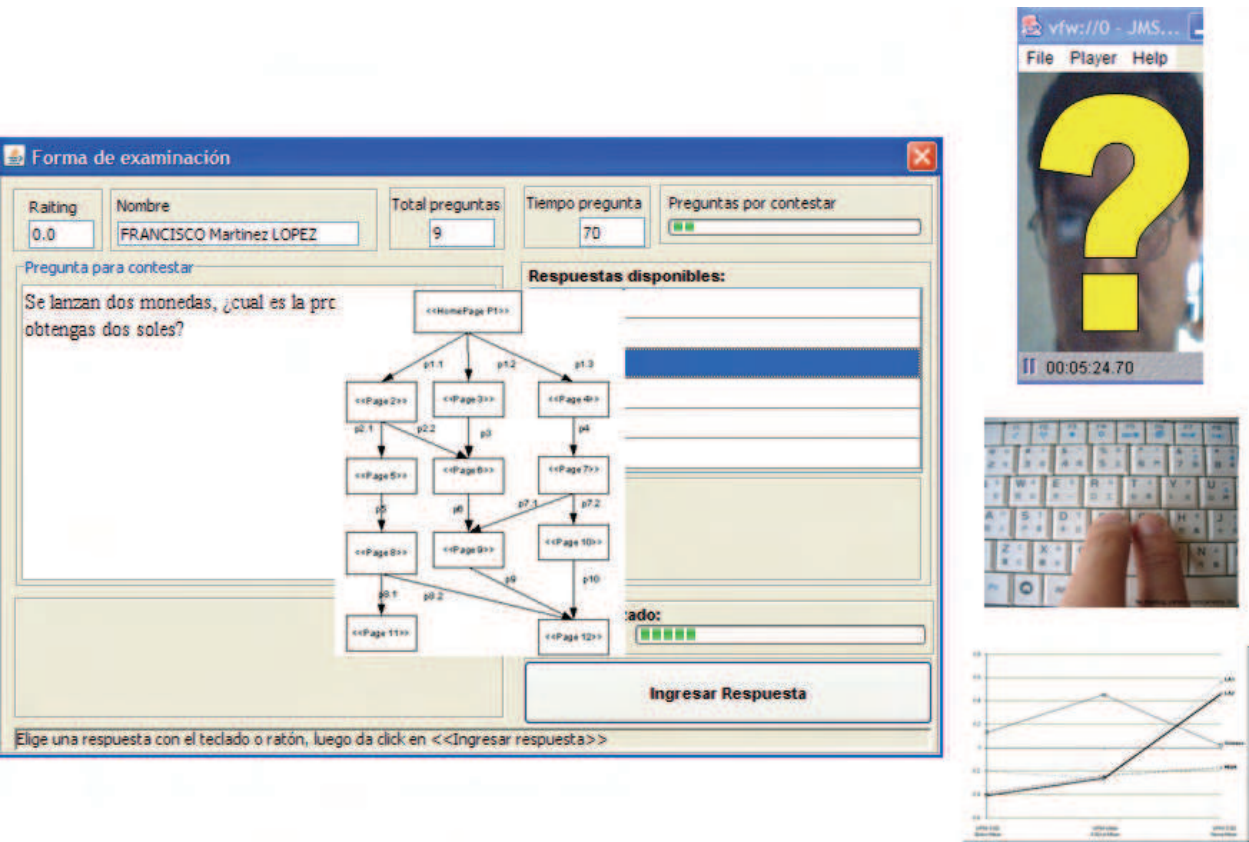 vfw://0 - JMS...
File Player Help
00:05:24.70
Forma de examinación
Raiting
Nombre
Total preguntas
Tiempo pregunta
Preguntas por contestar
0.0
FRANCISCO Martinez LOPEZ
9
70
Pregunta para contestar
Respuestas disponibles:
Se lanzan dos monedas, ¿cual es la prc
obtengas dos soles?
<<HomePage P1>>
p1.1
p1.2
p1.3
<<Page 2>>
<<Page 3>>
<<Page 4>>
p2.1
p2.2
p3
p4
<<Page 5>>
<<Page 6>>
<<Page 7>>
p5
p6
p7.1
p7.2
<<Page 8>>
<<Page 9>>
<<Page 10>>
p8.1
p8.2
p9
p10
<<Page 11>>
<<Page 12>>
tado:
Ingresar Respuesta
Elige una respuesta con el teclado o ratón, luego da click en <<Ingresar respuesta>>
W E R T Y U
A S D H J
Z X N